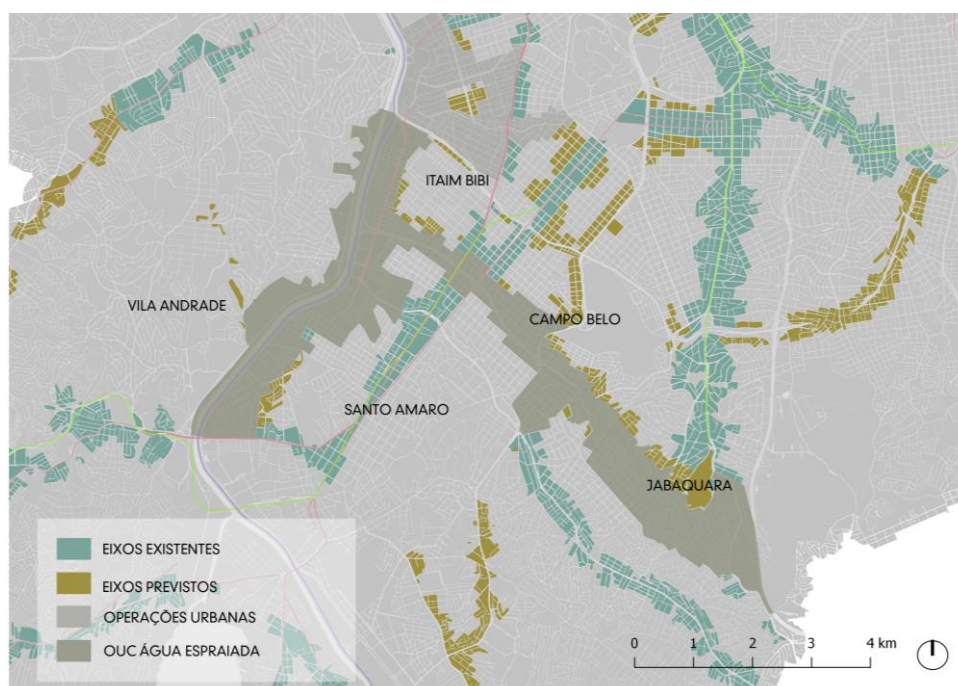 ITAIM BIBI
VILA ANDRADE
CAMPO BELO
SANTO AMARO
JABAQUARA
EIXOS EXISTENTES
EIXOS PREVISTOS
OPERAÇÕES URBANAS
OUC ÁGUA ESPRAIADA
0 1 2 3 4 km